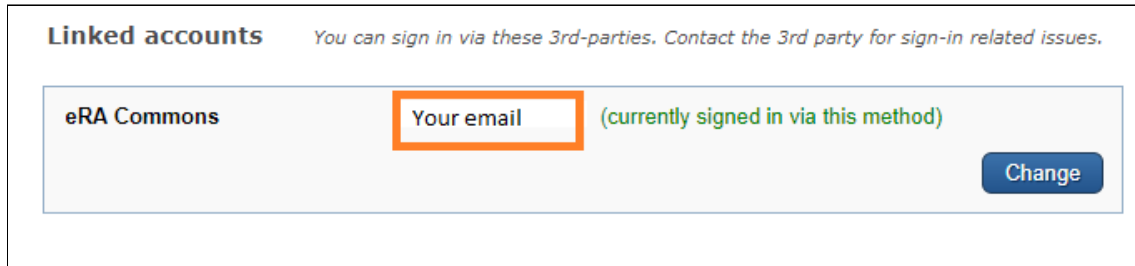 Linked accounts You can sign in via these 3rd-parties. Contact the 3rd party for sign-in related issues.
eRA Commons Your email (currently signed in via this method)
Change